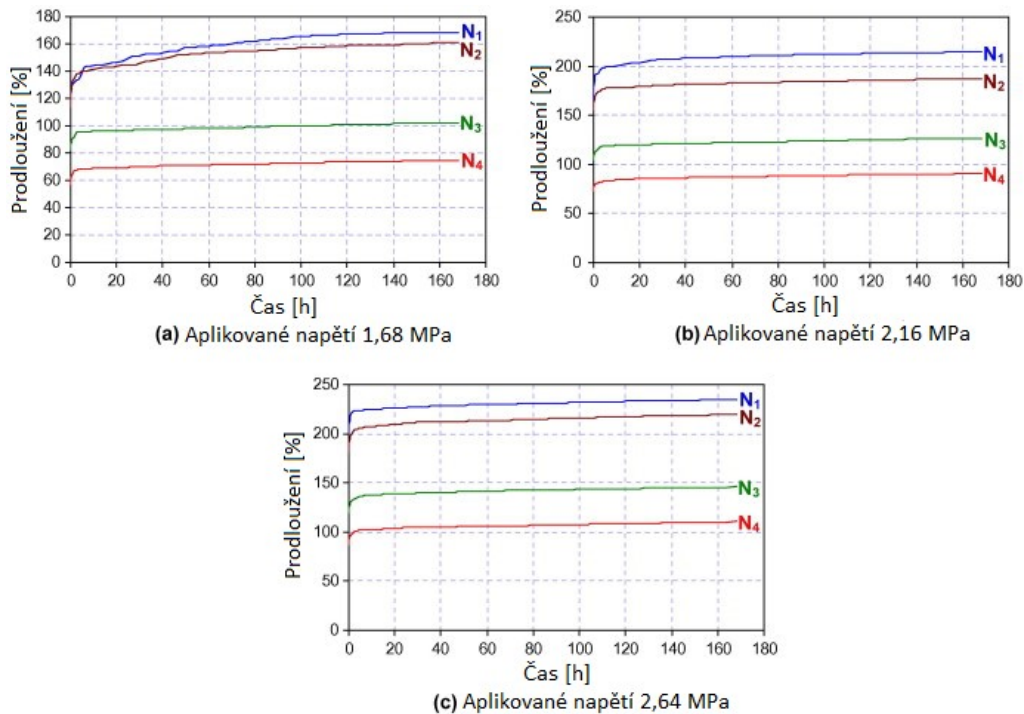 Prodloužení [%]
180
160
140
120
100
80
60
40
20
0
N1
N2
N3
N4
0 20 40 60 80 100 120 140 160 180
Čas [h]
(a) Aplikované napětí 1,68 MPa
Prodloužení [%]
250
200
150
100
50
0
N1
N2
N3
N4
0 20 40 60 80 100 120 140 160 180
Čas [h]
(b) Aplikované napětí 2,16 MPa
Prodloužení [%]
250
200
150
100
50
0
N1
N2
N3
N4
0 20 40 60 80 100 120 140 160 180
Čas [h]
(c) Aplikované napětí 2,64 MPa